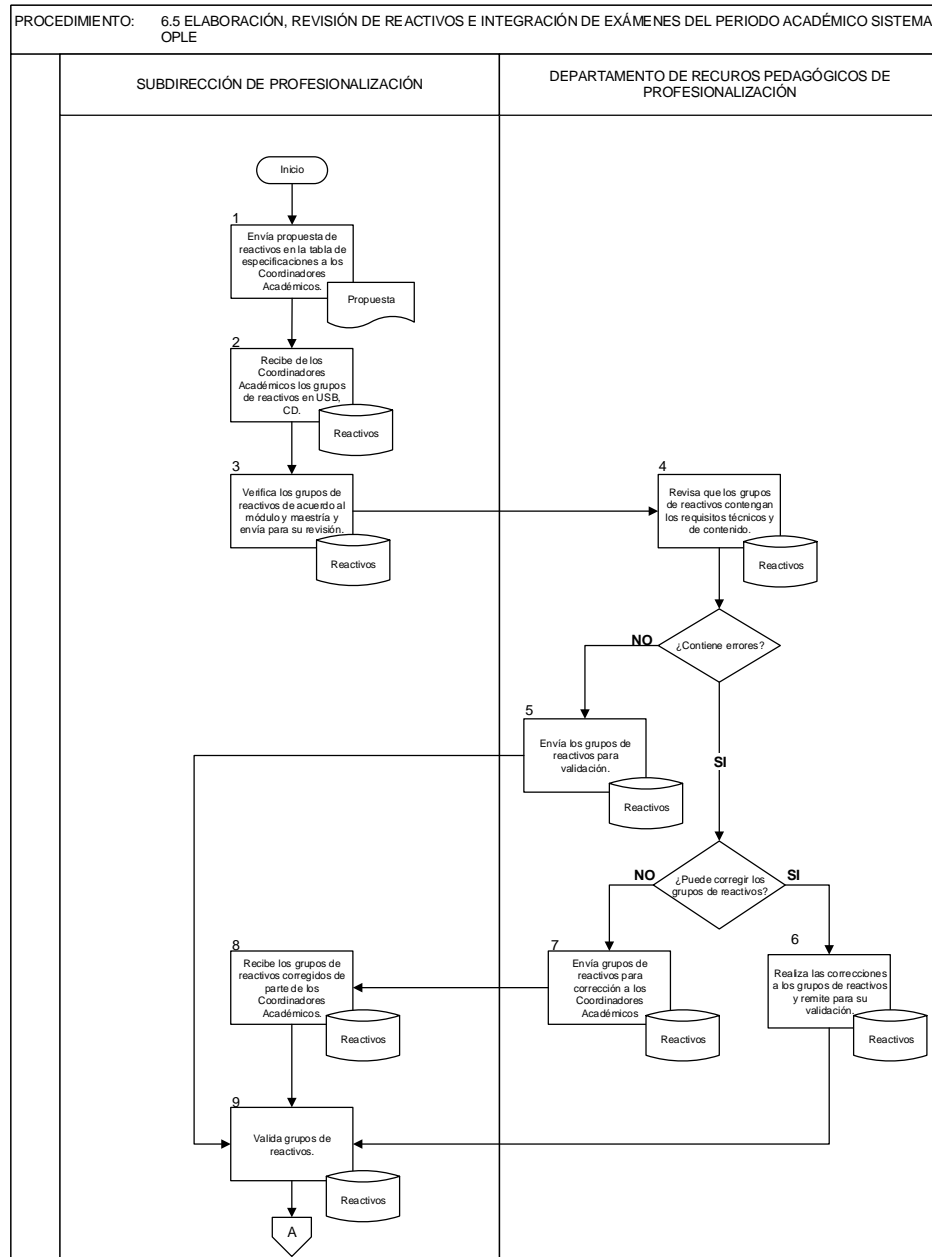 PROCEDIMIENTO: 6.5 ELABORACIÓN, REVISIÓN DE REACTIVOS E INTEGRACIÓN DE EXÁMENES DEL PERIODO ACADÉMICO SISTEMA
OPLE
SUBDIRECCIÓN DE PROFESIONALIZACIÓN
DEPARTAMENTO DE RECUROS PEDAGÓGICOS DE
PROFESIONALIZACIÓN
Inicio
1
Envía propuesta de
reactivos en la tabla de
especificaciones a los
Coordinadores
Académicos.
Propuesta
2
Recibe de los
Coordinadores
Académicos los grupos
de reactivos en USB,
CD.
Reactivos
3
Verifica los grupos de
reactivos de acuerdo al
módulo y maestría y
envía para su revisión.
Reactivos
4
Revisa que los grupos
de reactivos contengan
los requisitos técnicos y
de contenido.
Reactivos
¿Contiene errores?
NO
SI
5
Envía los grupos de
reactivos para
validación.
Reactivos
¿Puede corregir los
grupos de reactivos?
NO
SI
6
Realiza las correcciones
a los grupos de reactivos
y remite para su
validación.
Reactivos
7
Envía grupos de
reactivos para
corrección a los
Coordinadores
Académicos
Reactivos
8
Recibe los grupos de
reactivos corregidos de
parte de los
Coordinadores
Académicos.
Reactivos
9
Valida grupos de
reactivos.
Reactivos
A